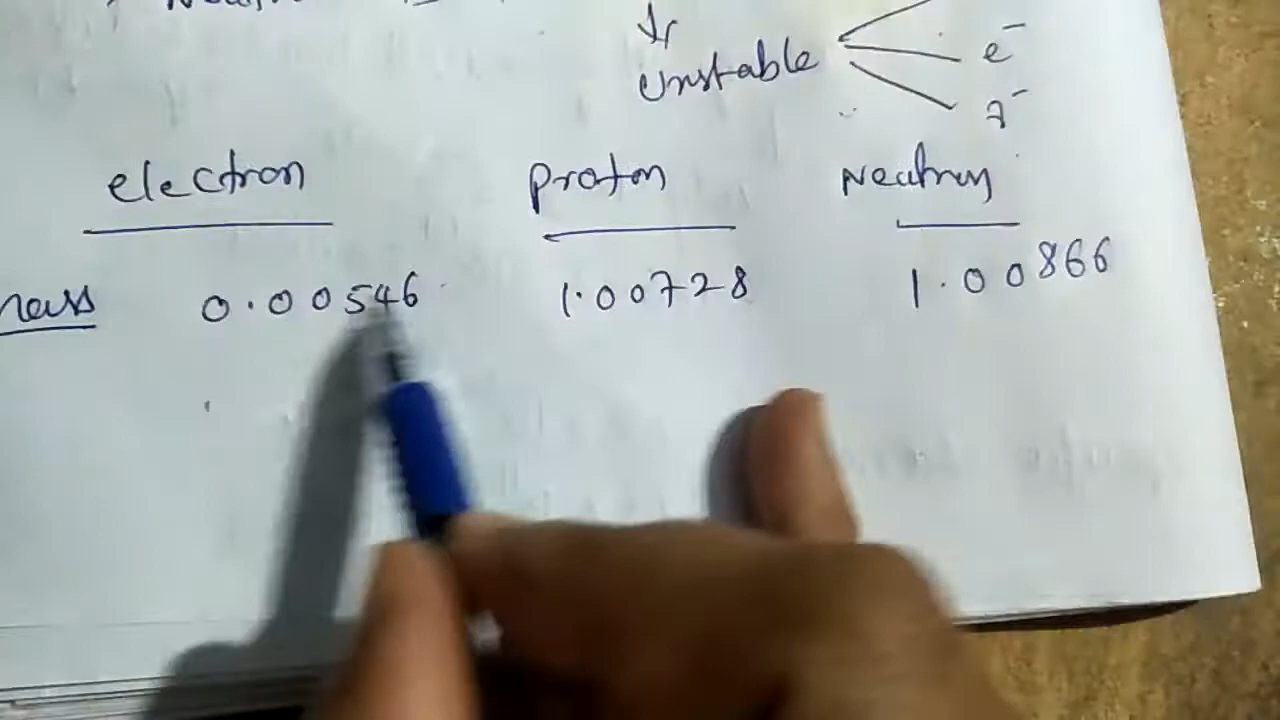 Unstable e⁻
electron Proton Neutron
mass 0.00546 1.00728 1.00866